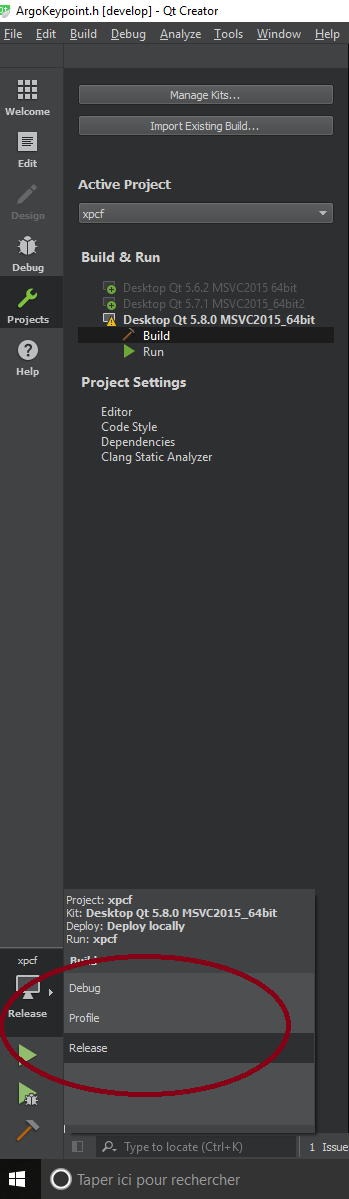 ArgoKeypoint.h [develop] - Qt Creator
File Edit Build Debug Analyze Tools Window Help
Welcome
Edit
Design
Debug
Projects
Help
Manage Kits...
Import Existing Build...
Active Project
xpcf
Build & Run
Desktop Qt 5.6.2 MSVC2015 64bit
Desktop Qt 5.7.1 MSVC2015_64bit2
Desktop Qt 5.8.0 MSVC2015_64bit
Build
Run
Project Settings
Editor
Code Style
Dependencies
Clang Static Analyzer
Project: xpcf
Kit: Desktop Qt 5.8.0 MSVC2015_64bit
Deploy: Deploy locally
Run: xpcf
Build
Debug
Profile
Release
xpcf
Release
Type to locate (Ctrl+K)
1 Issue
Taper ici pour rechercher